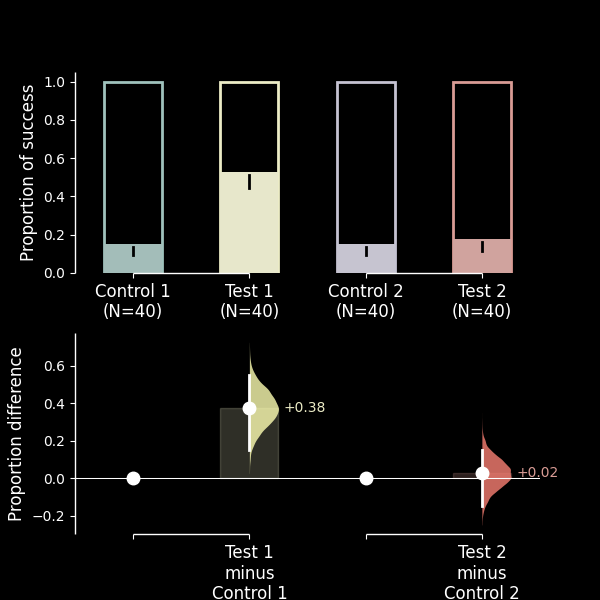 Proportion of success
1.0
0.8
0.6
0.4
0.2
0.0
Control 1
(N=40)
Test 1
(N=40)
Control 2
(N=40)
Test 2
(N=40)
Proportion difference
0.6
0.4
0.2
0.0
−0.2
+0.38
+0.02
Test 1
minus
Control 1
Test 2
minus
Control 2